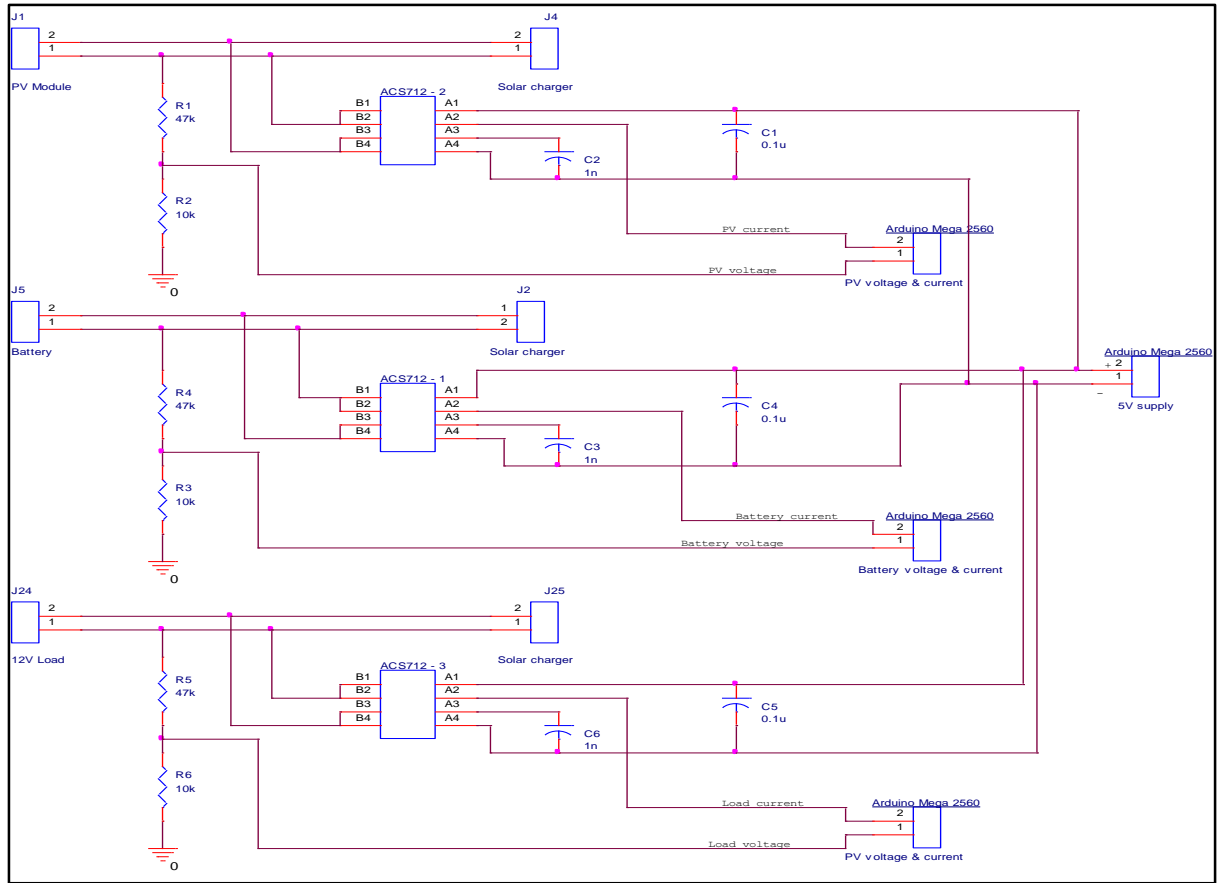 J1
J4
2
1
2
1
PV Module
Solar charger
R1
47k
ACS712 - 2
B1
B2
B3
B4
A1
A2
A3
A4
C1
0.1u
C2
1n
R2
10k
PV current
Arduino Mega 2560
2
1
PV voltage
PV voltage & current
0
J5
J2
2
1
1
2
Battery
Solar charger
Arduino Mega 2560
+ 2
1
–
5V supply
R4
47k
ACS712 - 1
B1
B2
B3
B4
A1
A2
A3
A4
C4
0.1u
C3
1n
R3
10k
Battery current
Arduino Mega 2560
2
1
Battery voltage
Battery voltage & current
0
J24
J25
2
1
2
1
12V Load
Solar charger
R5
47k
ACS712 - 3
B1
B2
B3
B4
A1
A2
A3
A4
C5
0.1u
C6
1n
R6
10k
Load current
Arduino Mega 2560
2
1
Load voltage
PV voltage & current
0